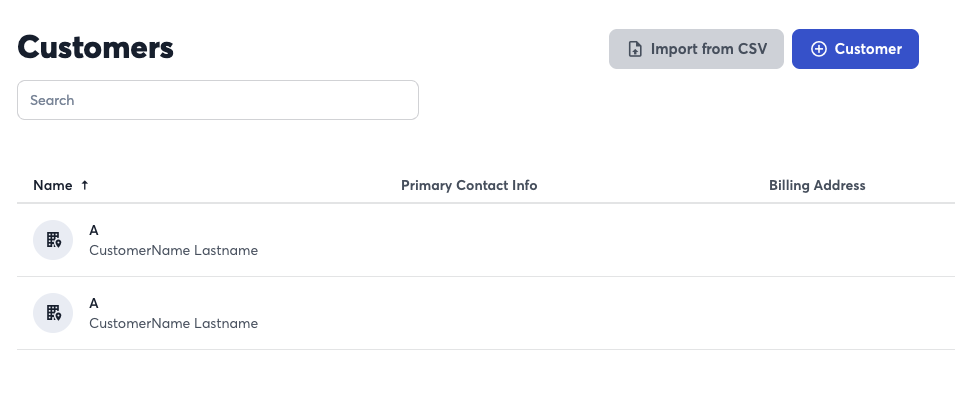 Customers
Import from CSV
Customer
Search
Name ↑
Primary Contact Info
Billing Address
A
CustomerName Lastname
A
CustomerName Lastname